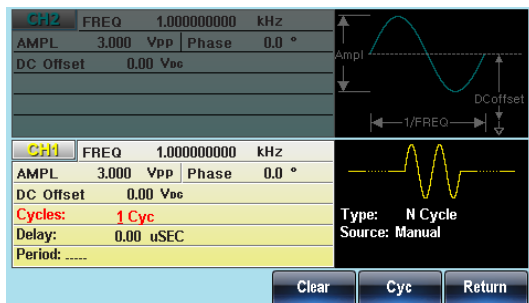 CH2 FREQ 1.000000000 kHz
AMPL 3.000 VPP Phase 0.0 °
DC Offset 0.00 VDC
Ampl
DCoffset
1/FREQ
CH1 FREQ 1.000000000 kHz
AMPL 3.000 VPP Phase 0.0 °
DC Offset 0.00 VDC
Cycles: 1 Cyc
Delay: 0.00 uSEC
Period: .....
Type: N Cycle
Source: Manual
Clear Cyc Return